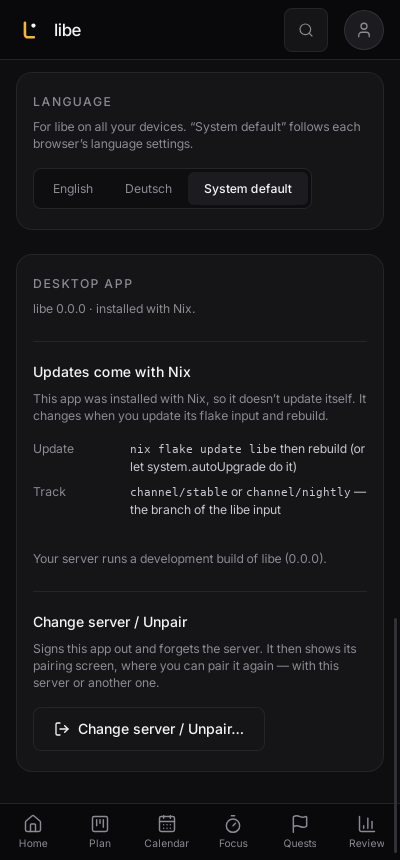 libe
LANGUAGE
For libe on all your devices. “System default” follows each
browser’s language settings.
English Deutsch System default
DESKTOP APP
libe 0.0.0 · installed with Nix.
Updates come with Nix
This app was installed with Nix, so it doesn’t update itself. It
changes when you update its flake input and rebuild.
Update nix flake update libe then rebuild (or
let system.autoUpgrade do it)
Track channel/stable or channel/nightly —
the branch of the libe input
Your server runs a development build of libe (0.0.0).
Change server / Unpair
Signs this app out and forgets the server. It then shows its
pairing screen, where you can pair it again — with this
server or another one.
Change server / Unpair…
Home Plan Calendar Focus Quests Review